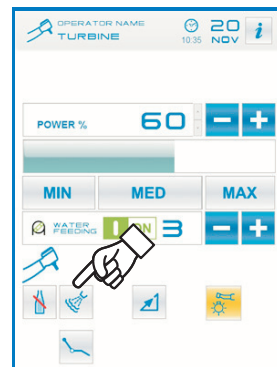 OPERATOR NAME
TURBINE
10:35
20
NOV
i
POWER % 60
MIN MED MAX
WATER
FEEDING
ON 3